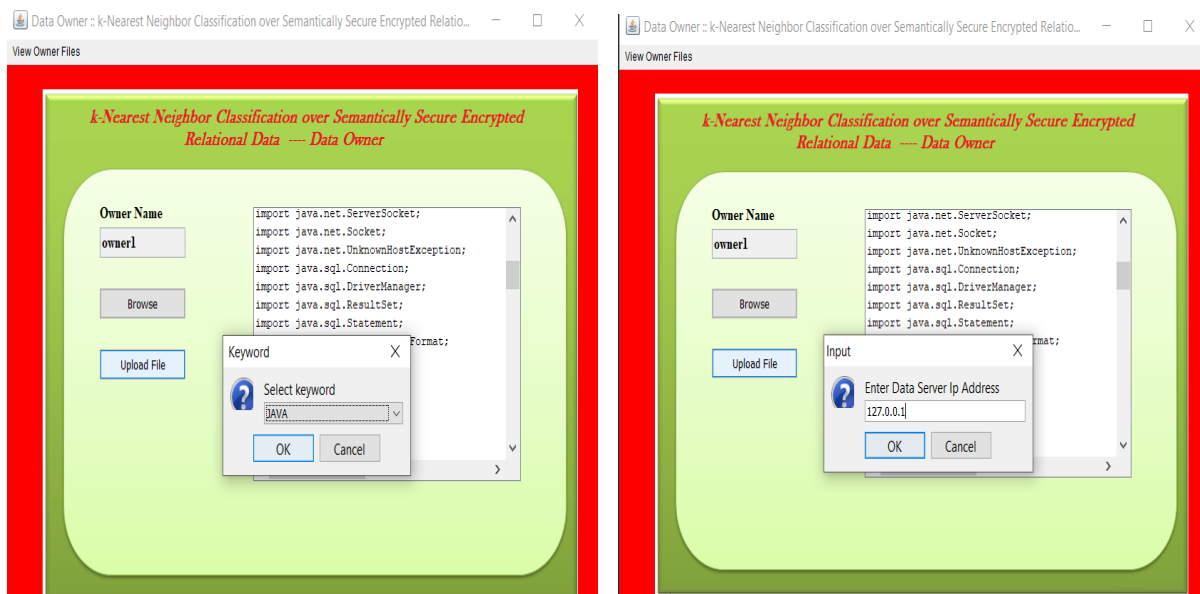 Data Owner :: k-Nearest Neighbor Classification over Semantically Secure Encrypted Relatio...
View Owner Files
k-Nearest Neighbor Classification over Semantically Secure Encrypted
Relational Data ---- Data Owner
Owner Name
owner1
Browse
Upload File
import java.net.ServerSocket;
import java.net.Socket;
import java.net.UnknownHostException;
import java.sql.Connection;
import java.sql.DriverManager;
import java.sql.ResultSet;
import java.sql.Statement;
Format;
Keyword
X
Select keyword
JAVA
OK
Cancel
Data Owner :: k-Nearest Neighbor Classification over Semantically Secure Encrypted Relatio...
View Owner Files
k-Nearest Neighbor Classification over Semantically Secure Encrypted
Relational Data ---- Data Owner
Owner Name
owner1
Browse
Upload File
import java.net.ServerSocket;
import java.net.Socket;
import java.net.UnknownHostException;
import java.sql.Connection;
import java.sql.DriverManager;
import java.sql.ResultSet;
import java.sql.Statement;
rmat;
Input
X
Enter Data Server Ip Address
127.0.0.1
OK
Cancel